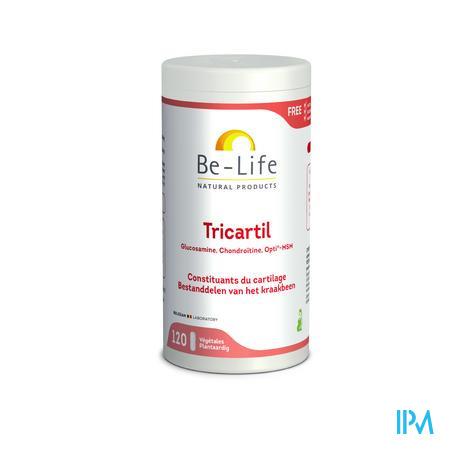 FREE
Be-Life
NATURAL PRODUCTS
Tricartil
Glucosamine, Chondroïtine, Opti®-MSM
Constituants du cartilage
Bestanddelen van het kraakbeen
BELGIAN LABORATORY
120 Végétales
Plantaardig
IPM